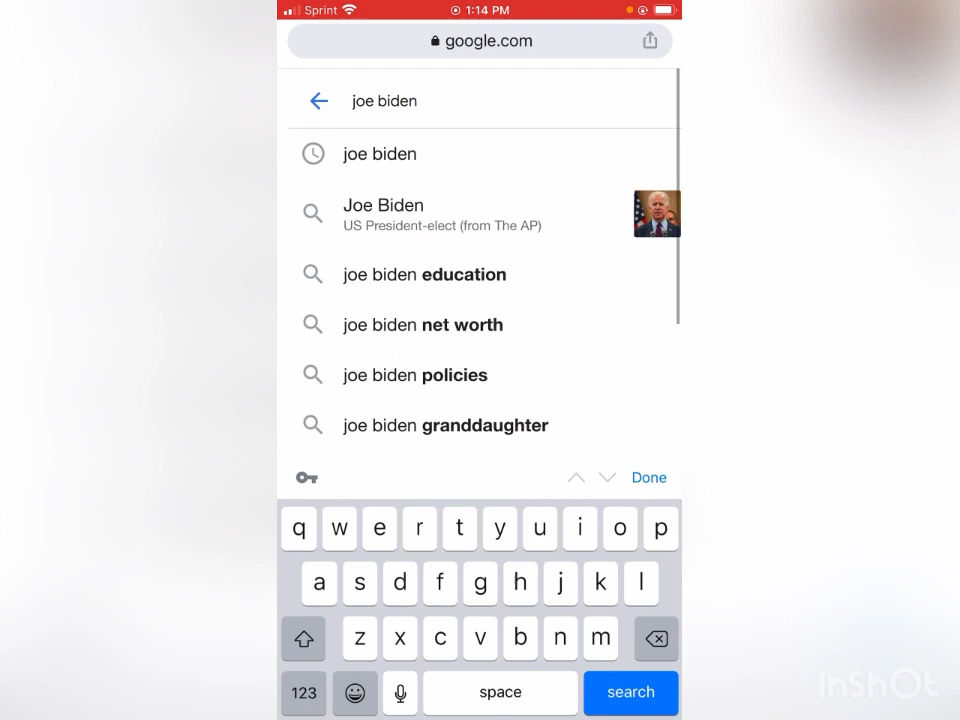 Sprint 1:14 PM
google.com
joe biden
joe biden
Joe Biden
US President-elect (from The AP)
joe biden education
joe biden net worth
joe biden policies
joe biden granddaughter
Done
q w e r t y u i o p
a s d f g h j k l
z x c v b n m
123 space search
InShOt